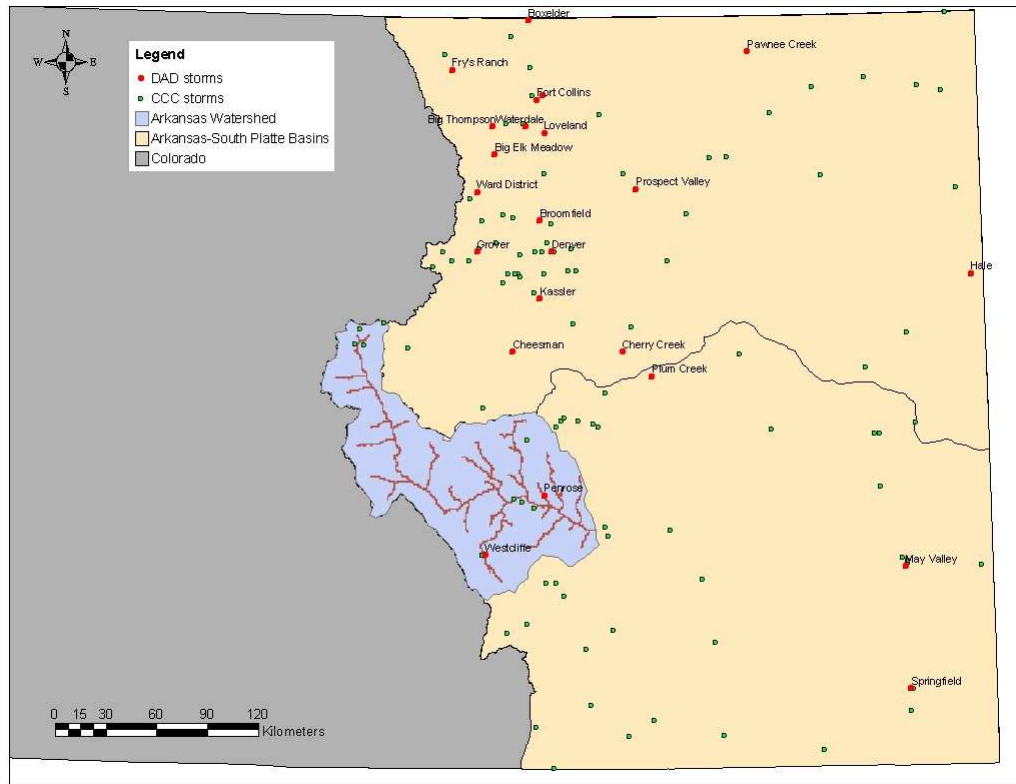 N
W E
S
Legend
DAD storms
CCC storms
Arkansas Watershed
Arkansas-South Platte Basins
Colorado
Boxelder
Pawnee Creek
Fry's Ranch
Fort Collins
Big Thompson Waterdale
Loveland
Big Elk Meadow
Ward District
Prospect Valley
Broomfield
Grover
Denver
Hale
Kassler
Cheesman
Cherry Creek
Plum Creek
Penrose
Westcliffe
May Valley
Springfield
0 15 30 60 90 120
Kilometers